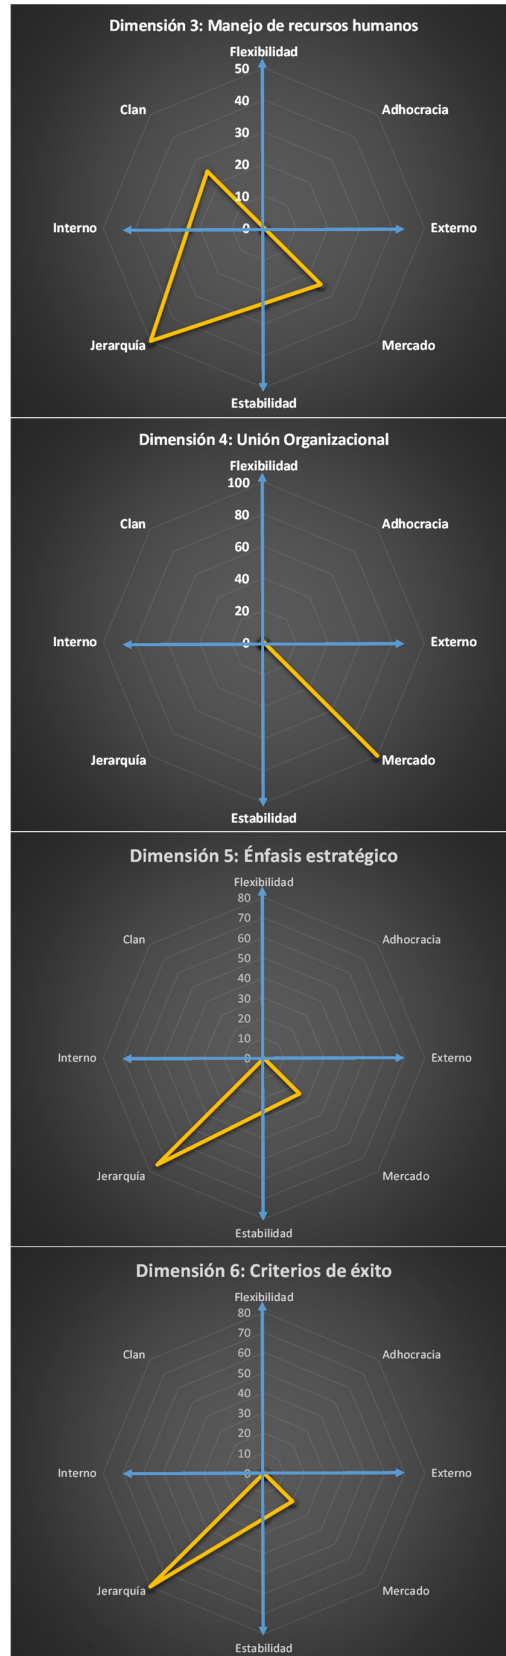 Dimensión 3: Manejo de recursos humanos
Flexibilidad
50
Clan
40
Adhocracia
30
20
10
Interno
0
Externo
Jerarquía
Mercado
Estabilidad
Dimensión 4: Unión Organizacional
Flexibilidad
100
Clan
80
Adhocracia
60
40
20
Interno
0
Externo
Jerarquía
Mercado
Estabilidad
Dimensión 5: Énfasis estratégico
Flexibilidad
80
70
Clan
60
Adhocracia
50
40
30
20
10
Interno
0
Externo
Jerarquía
Mercado
Estabilidad
Dimensión 6: Criterios de éxito
Flexibilidad
80
70
Clan
60
Adhocracia
50
40
30
20
10
Interno
0
Externo
Jerarquía
Mercado
Estabilidad